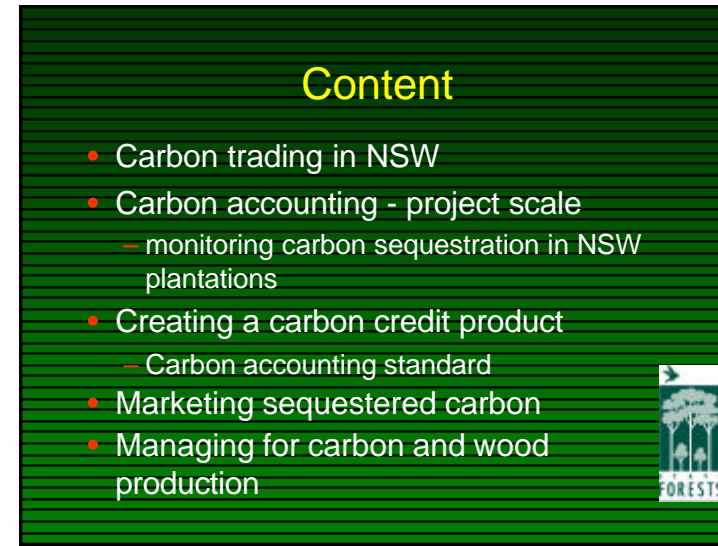 Content
• Carbon trading in NSW
• Carbon accounting - project scale
– monitoring carbon sequestration in NSW
plantations
• Creating a carbon credit product
– Carbon accounting standard
• Marketing sequestered carbon
• Managing for carbon and wood
production
FORESTS